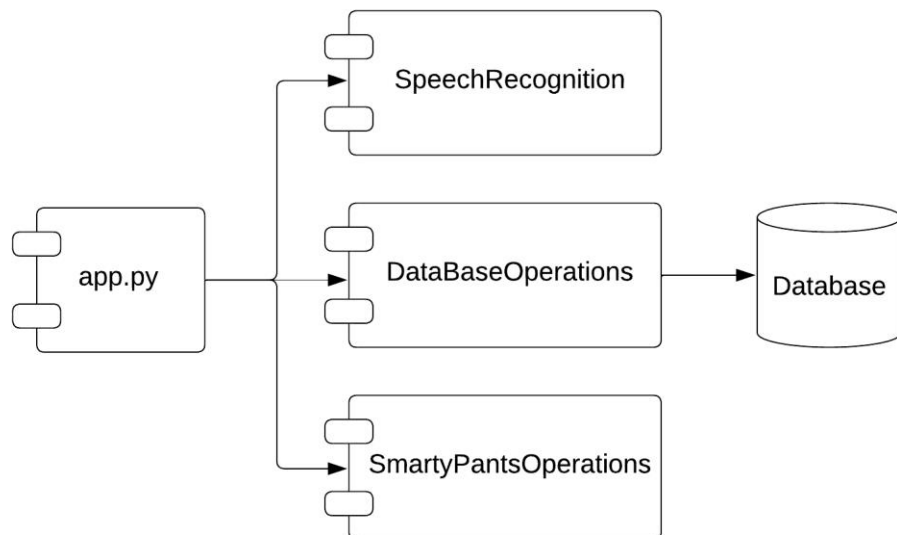 SpeechRecognition
app.py
DataBaseOperations
Database
SmartyPantsOperations